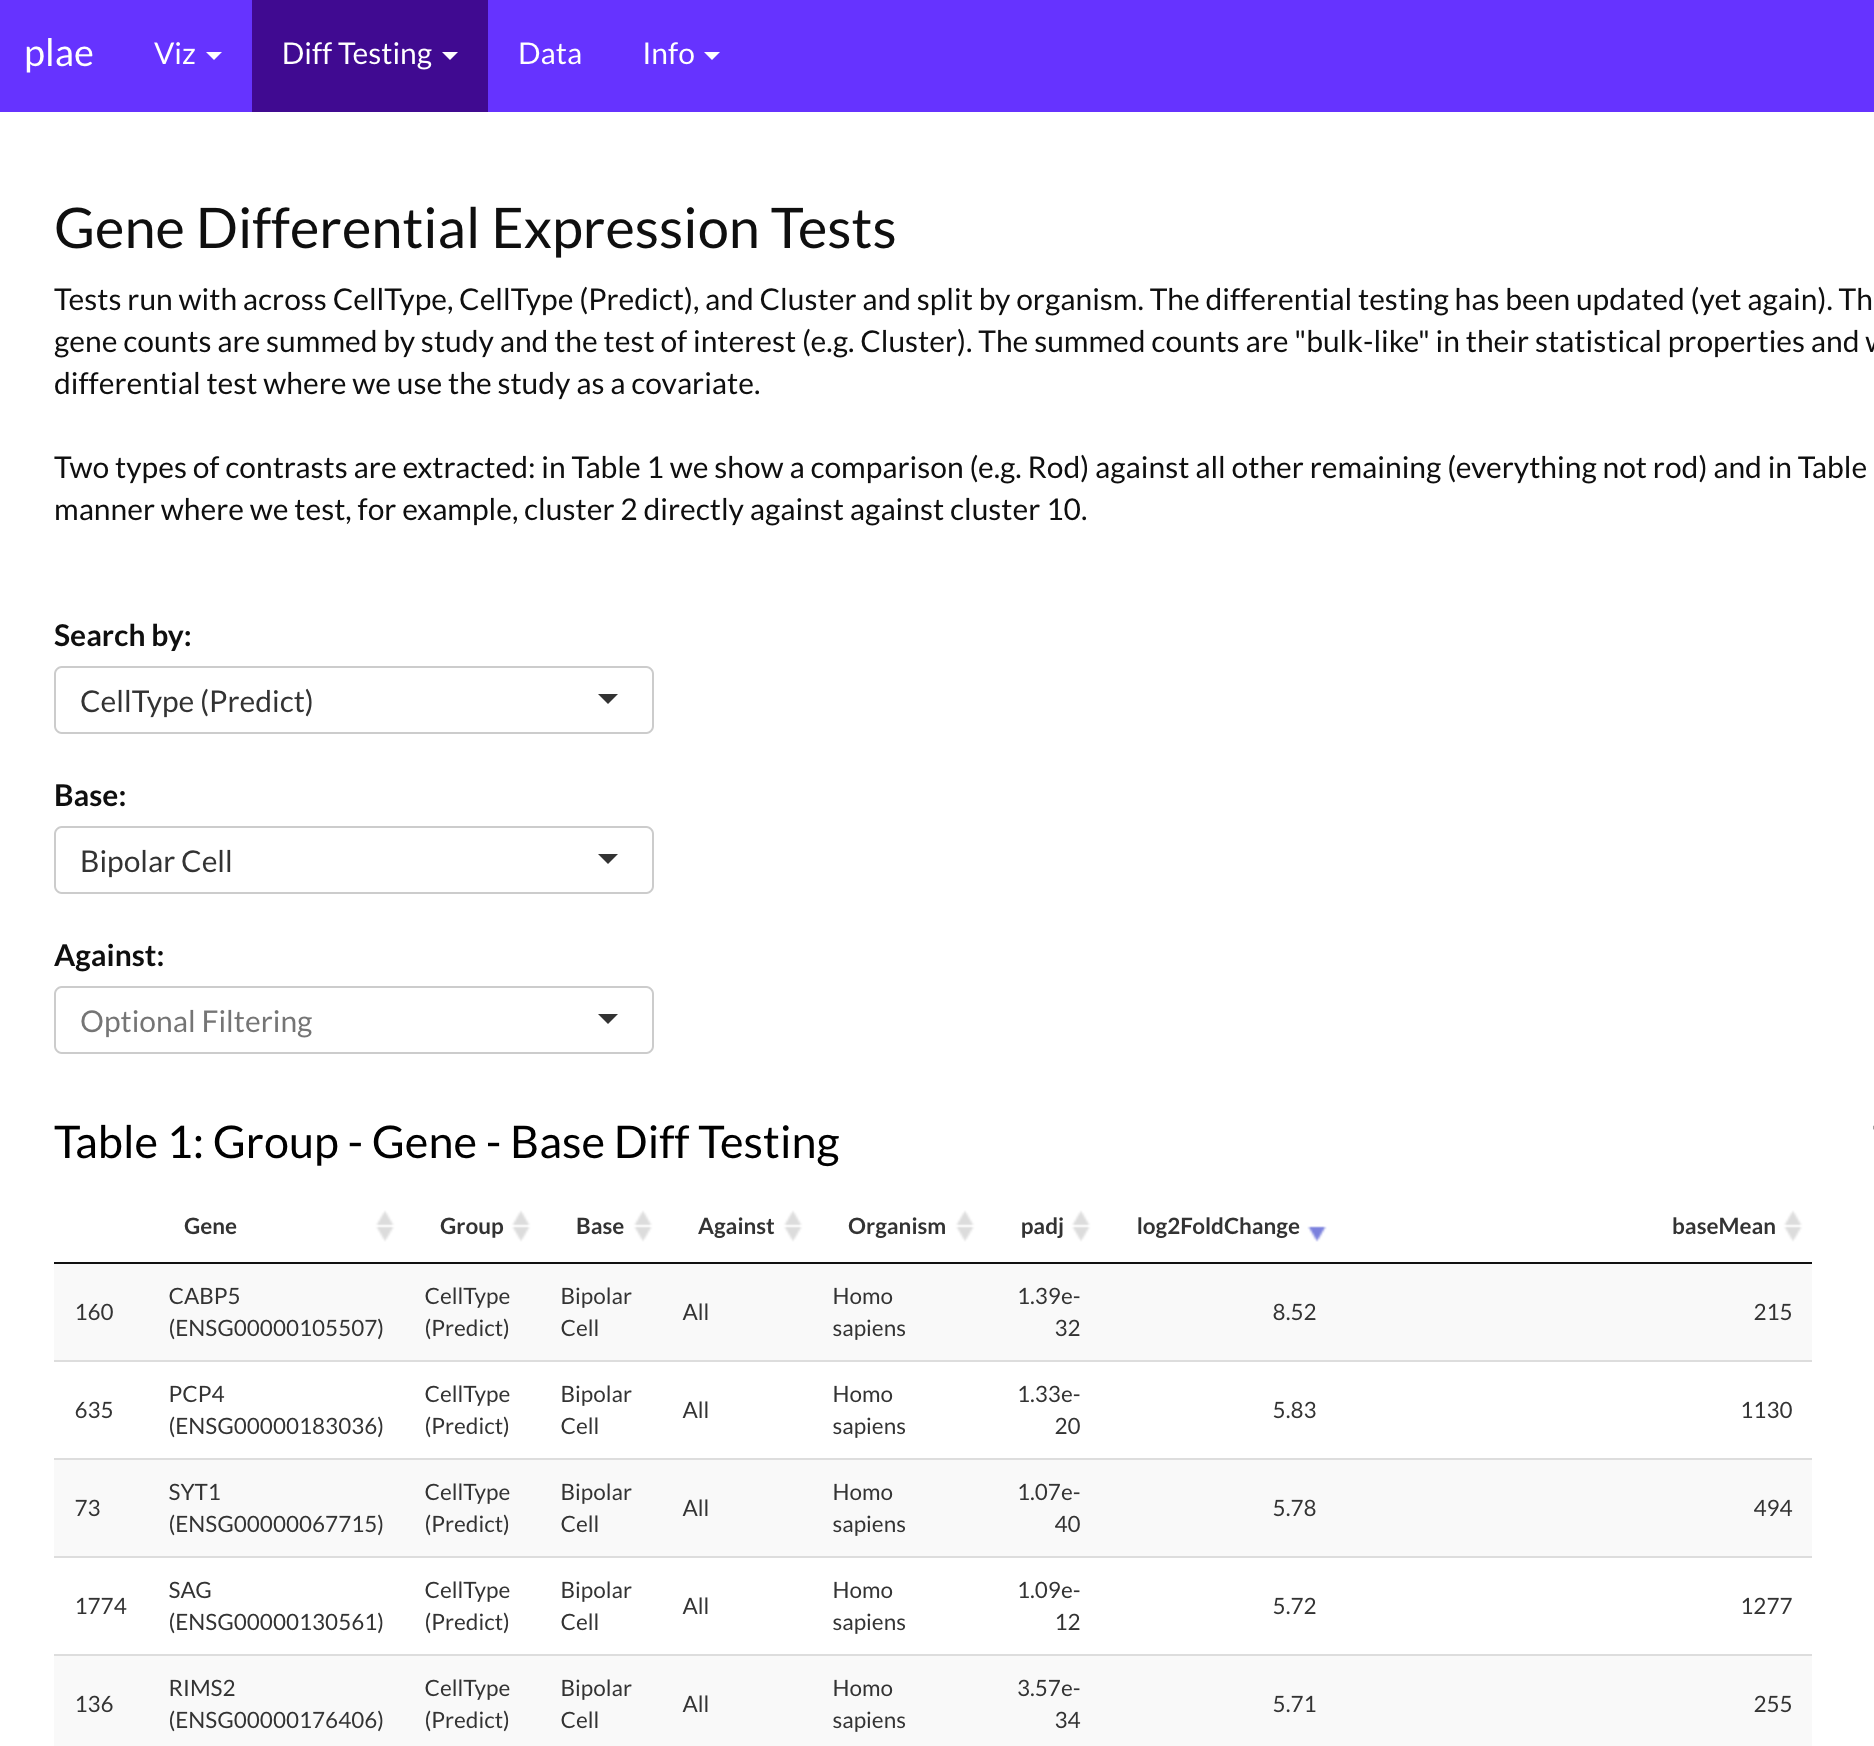 plae Viz Diff Testing Data Info
Gene Differential Expression Tests
Tests run with across CellType, CellType (Predict), and Cluster and split by organism. The differential testing has been updated (yet again). Th
gene counts are summed by study and the test of interest (e.g. Cluster). The summed counts are "bulk-like" in their statistical properties and
differential test where we use the study as a covariate.
Two types of contrasts are extracted: in Table 1 we show a comparison (e.g. Rod) against all other remaining (everything not rod) and in Table
manner where we test, for example, cluster 2 directly against against cluster 10.
Search by:
CellType (Predict)
Base:
Bipolar Cell
Against:
Optional Filtering
Table 1: Group - Gene - Base Diff Testing
Gene Group Base Against Organism padj log2FoldChange baseMean
CABP5 CellType Bipolar Homo 1.39e-
160 All 8.52 215
(ENSG00000105507) (Predict) Cell sapiens 32
PCP4 CellType Bipolar Homo 1.33e-
635 All 5.83 1130
(ENSG00000183036) (Predict) Cell sapiens 20
SYT1 CellType Bipolar Homo 1.07e-
73 All 5.78 494
(ENSG00000067715) (Predict) Cell sapiens 40
SAG CellType Bipolar Homo 1.09e-
1774 All 5.72 1277
(ENSG00000130561) (Predict) Cell sapiens 12
RIMS2 CellType Bipolar Homo 3.57e-
136 All 5.71 255
(ENSG00000176406) (Predict) Cell sapiens 34